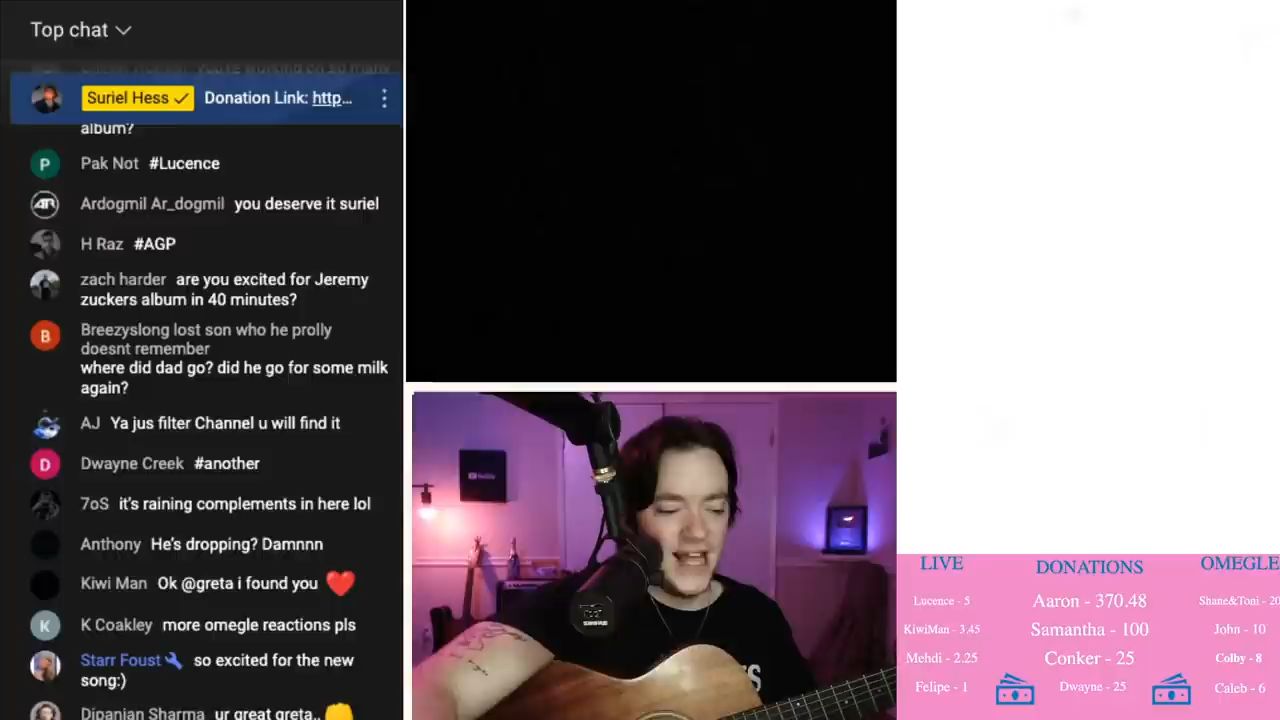 Top chat
Suriel Hess Donation Link: http...
album?
P Pak Not #Lucence
AR Ardogmil Ar_dogmil you deserve it suriel
H Raz #AGP
zach harder are you excited for Jeremy
zuckers album in 40 minutes?
B Breezyslong lost son who he prolly
doesnt remember
where did dad go? did he go for some milk
again?
AJ Ya jus filter Channel u will find it
D Dwayne Creek #another
7oS it's raining complements in here lol
Anthony He's dropping? Damnnn
Kiwi Man Ok @greta i found you ❤️
K K Coakley more omegle reactions pls
Starr Foust so excited for the new
song:)
Dipanjan Sharma ur great greta..
LIVE
Lucence - 5
KiwiMan - 3.45
Mehdi - 2.25
Felipe - 1
DONATIONS
Aaron - 370.48
Samantha - 100
Conker - 25
Dwayne - 25
OMEGLE
Shane&Toni - 20
John - 10
Colby - 8
Caleb - 6